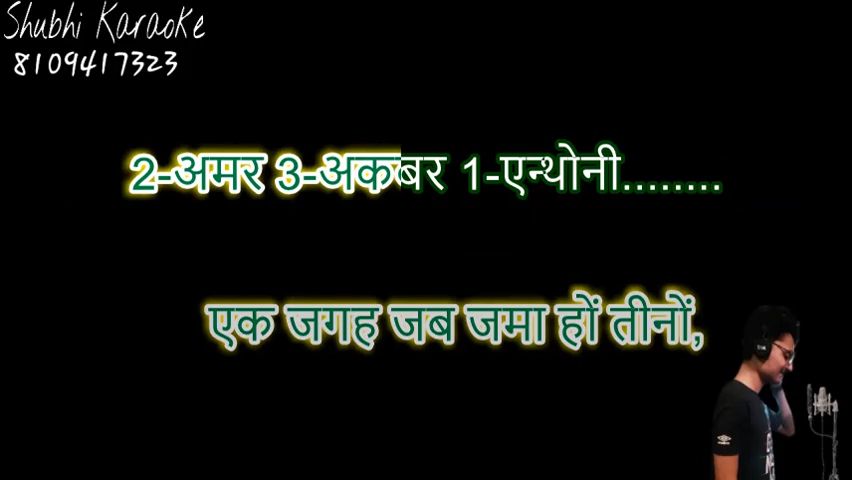 Shubhi Karaoke
8109417323
2-अमर 3-अकबर 1-एन्थोनी........
एक जगह जब जमा हों तीनों,